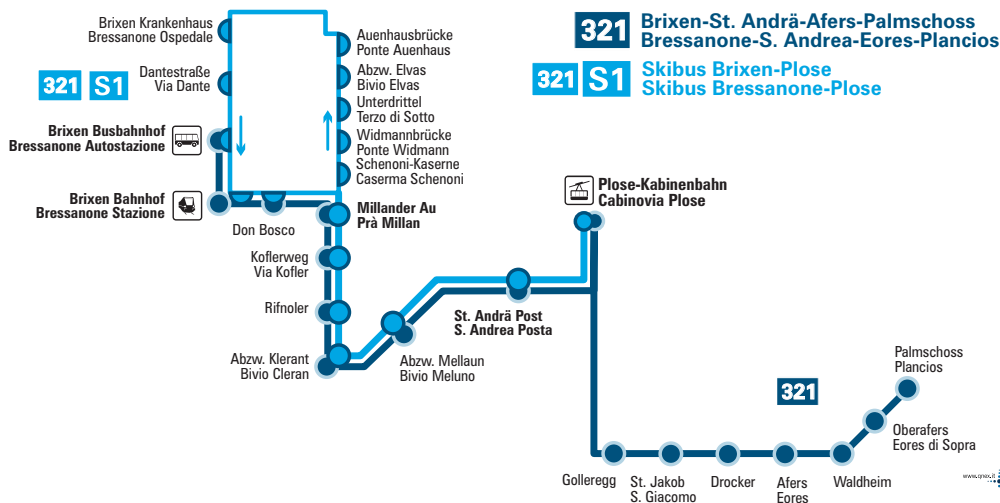 Brixen Krankenhaus
Bressanone Ospedale
Dantestraße
Via Dante
321 S1
Brixen Busbahnhof
Bressanone Autostazione
Brixen Bahnhof
Bressanone Stazione
Don Bosco
Auenhausbrücke
Ponte Auenhaus
Abzw. Elvas
Bivio Elvas
Unterdrittel
Terzo di Sotto
Widmannbrücke
Ponte Widmann
Schenoni-Kaserne
Caserma Schenoni
Millander Au
Prà Millan
Koflerweg
Via Kofler
Rifnoler
Abzw. Klerant
Bivio Cleran
Abzw. Mellaun
Bivio Meluno
St. Andrä Post
S. Andrea Posta
321 Brixen-St. Andrä-Afers-Palmschoss
Bressanone-S. Andrea-Eores-Plancios
321 S1 Skibus Brixen-Plose
Skibus Bressanone-Plose
Plose-Kabinenbahn
Cabinovia Plose
321
Palmschoss
Plancios
Oberafers
Eores di Sopra
Golleregg
St. Jakob
S. Giacomo
Drocker
Afers
Eores
Waldheim
www.qnex.it